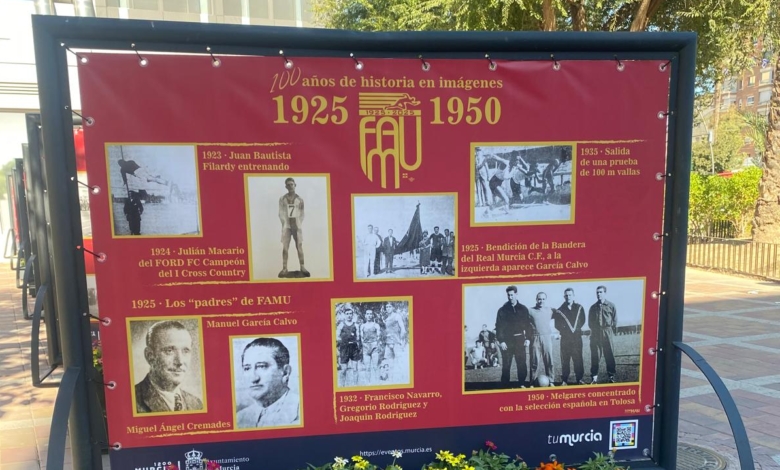 100 años de historia en imágenes
1925
1950
1925-2025
FAMU
1923 · Juan Bautista
Filardy entrenando
1924 · Julián Macario
del FORD FC Campeón
del I Cross Country
1935 · Salida
de una prueba
de 100 m vallas
1925 · Bendición de la Bandera
del Real Murcia C.F., a la
izquierda aparece García Calvo
1925 · Los “padres” de FAMU
Manuel García Calvo
Miguel Ángel Cremades
1932 · Francisco Navarro,
Gregorio Rodríguez y
Joaquín Rodríguez
1950 · Melgares concentrado
con la selección española en Tolosa
Ayuntamiento
Murcia
https://eventos.murcia.es
tuMurcia